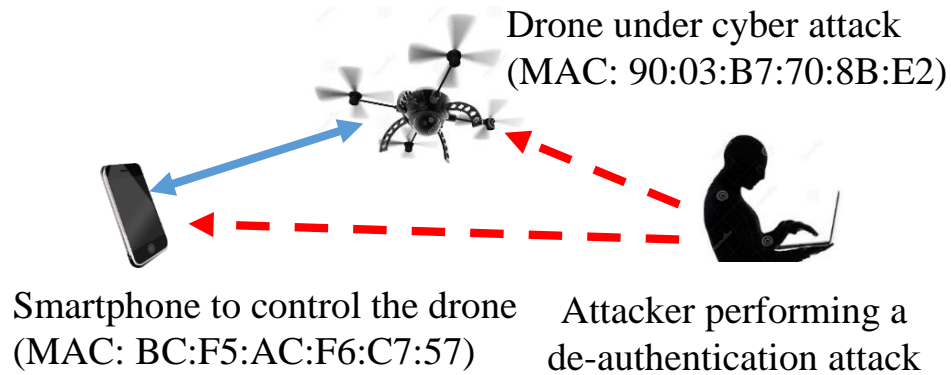 Drone under cyber attack
(MAC: 90:03:B7:70:8B:E2)
Smartphone to control the drone
(MAC: BC:F5:AC:F6:C7:57)
Attacker performing a
de-authentication attack